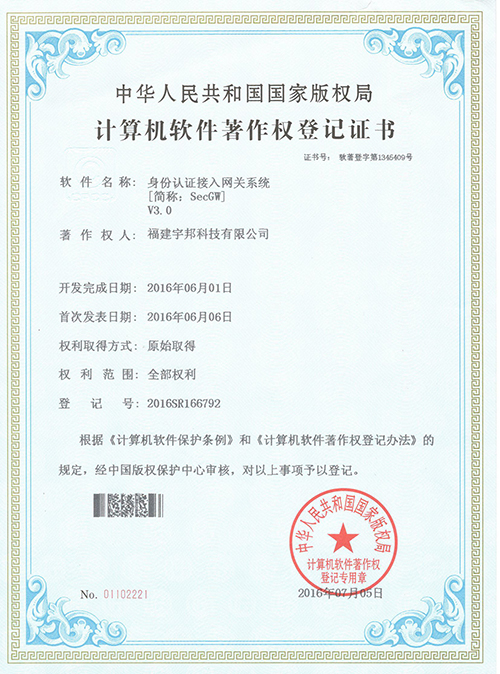 中华人民共和国国家版权局
计算机软件著作权登记证书
证书号： 软著登字第1345409号
软件名称： 身份认证接入网关系统
[简称：SecGW]
V3.0
著作权人： 福建宇邦科技有限公司
开发完成日期： 2016年06月01日
首次发表日期： 2016年06月06日
权利取得方式： 原始取得
权利范围： 全部权利
登记号： 2016SR166792
根据《计算机软件保护条例》和《计算机软件著作权登记办法》的
规定，经中国版权保护中心审核，对以上事项予以登记。
中华人民共和国国家版权局
计算机软件著作权
登记专用章
No. 01102221
2016年07月05日